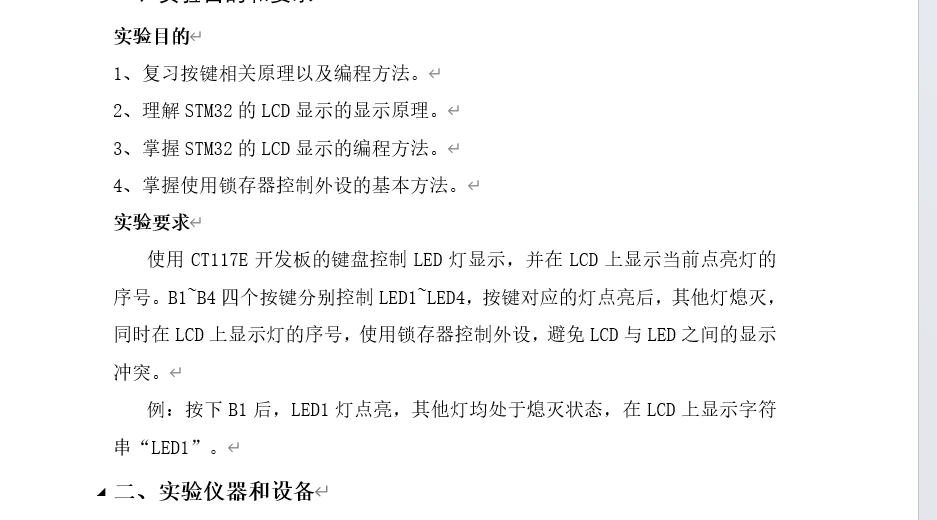 实验目的
1、复习按键相关原理以及编程方法。
2、理解 STM32 的 LCD 显示的显示原理。
3、掌握 STM32 的 LCD 显示的编程方法。
4、掌握使用锁存器控制外设的基本方法。
实验要求
使用 CT117E 开发板的键盘控制 LED 灯显示，并在 LCD 上显示当前点亮灯的
序号。B1~B4 四个按键分别控制 LED1~LED4，按键对应的灯点亮后，其他灯熄灭，
同时在 LCD 上显示灯的序号，使用锁存器控制外设，避免 LCD 与 LED 之间的显示
冲突。
例：按下 B1 后，LED1 灯点亮，其他灯均处于熄灭状态，在 LCD 上显示字符
串“LED1”。
二、实验仪器和设备